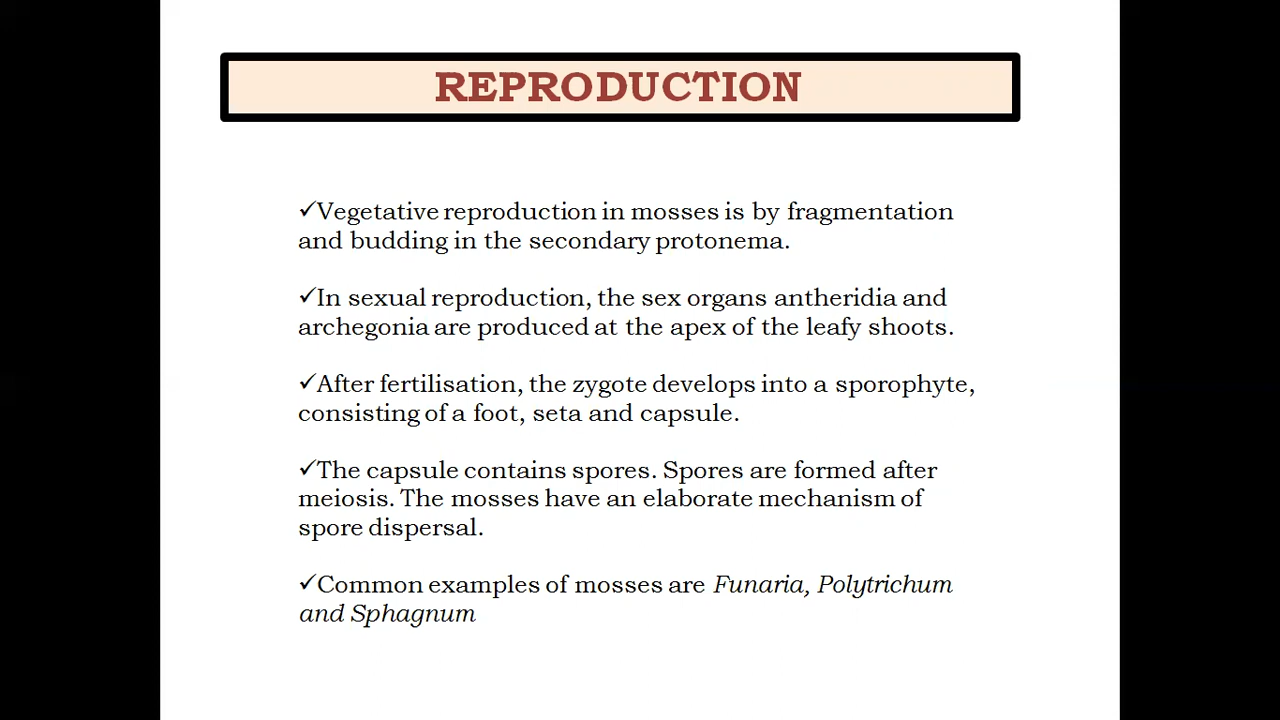 REPRODUCTION
✓Vegetative reproduction in mosses is by fragmentation
and budding in the secondary protonema.
✓In sexual reproduction, the sex organs antheridia and
archegonia are produced at the apex of the leafy shoots.
✓After fertilisation, the zygote develops into a sporophyte,
consisting of a foot, seta and capsule.
✓The capsule contains spores. Spores are formed after
meiosis. The mosses have an elaborate mechanism of
spore dispersal.
✓Common examples of mosses are Funaria, Polytrichum
and Sphagnum